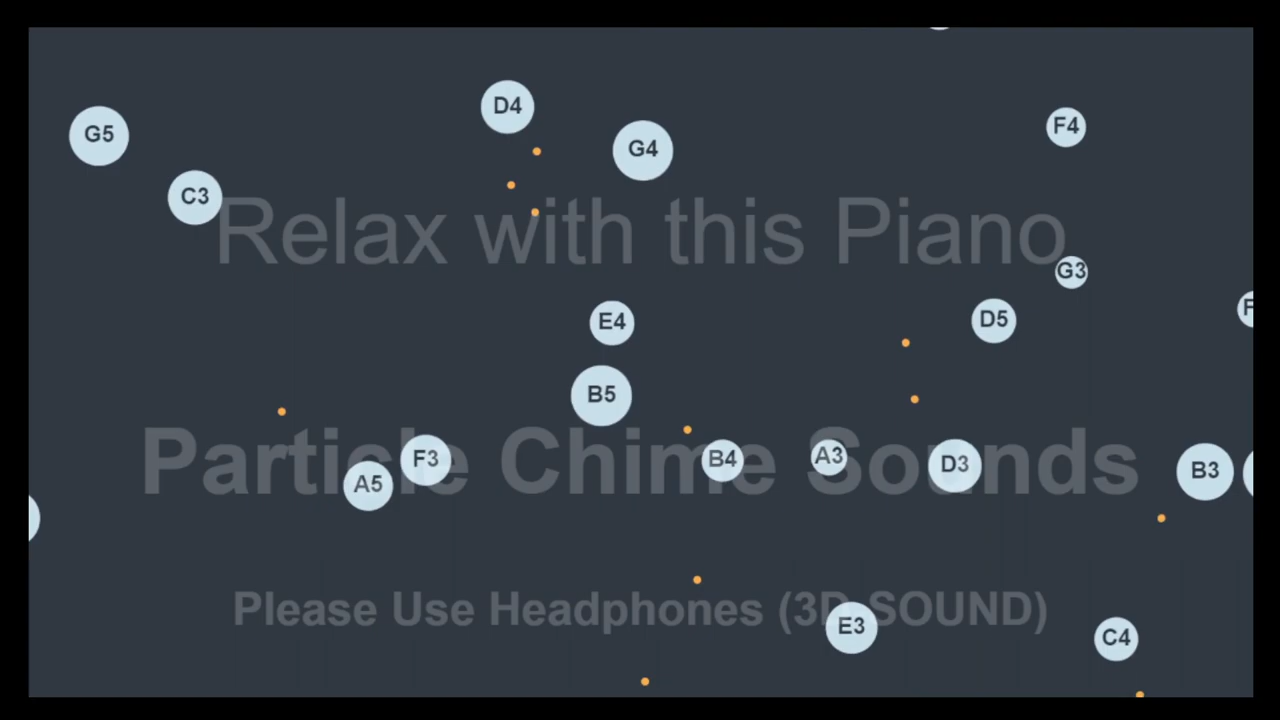 D4
G5
F4
G4
C3
Relax with this Piano
G3
D5
E4
B5
F3
B4
A3
D3
B3
A5
Particle Chime Sounds
Please Use Headphones (3D SOUND)
E3
C4